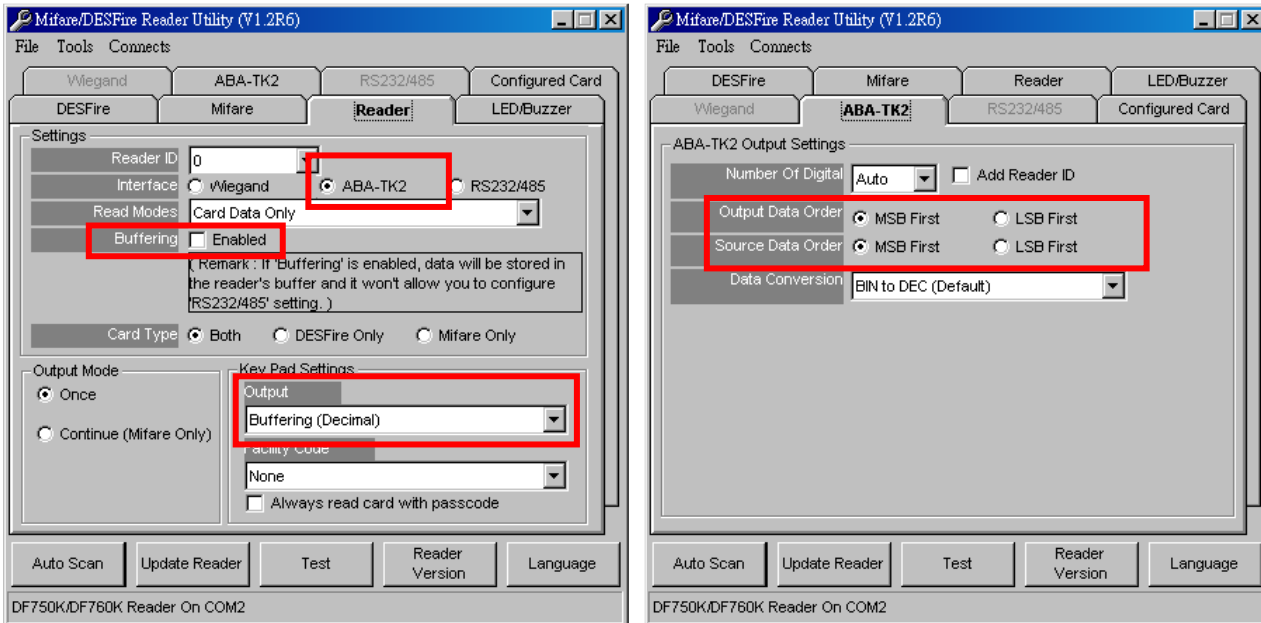 Mifare/DESFire Reader Utility (V1.2R6)
File Tools Connects
Wiegand ABA-TK2 RS232/485 Configured Card
DESFire Mifare Reader LED/Buzzer
Settings
Reader ID 0
Interface Wiegand ABA-TK2 RS232/485
Read Modes Card Data Only
Buffering Enabled
( Remark : If 'Buffering' is enabled, data will be stored in
the reader's buffer and it won't allow you to configure
'RS232/485' setting. )
Card Type Both DESFire Only Mifare Only
Output Mode
Once
Continue (Mifare Only)
Key Pad Settings
Output
Buffering (Decimal)
Facility Code
None
Always read card with passcode
Auto Scan Update Reader Test Reader Version Language
DF750K/DF760K Reader On COM2
Mifare/DESFire Reader Utility (V1.2R6)
File Tools Connects
DESFire Mifare Reader LED/Buzzer
Wiegand ABA-TK2 RS232/485 Configured Card
ABA-TK2 Output Settings
Number Of Digital Auto Add Reader ID
Output Data Order MSB First LSB First
Source Data Order MSB First LSB First
Data Conversion BIN to DEC (Default)
Auto Scan Update Reader Test Reader Version Language
DF750K/DF760K Reader On COM2